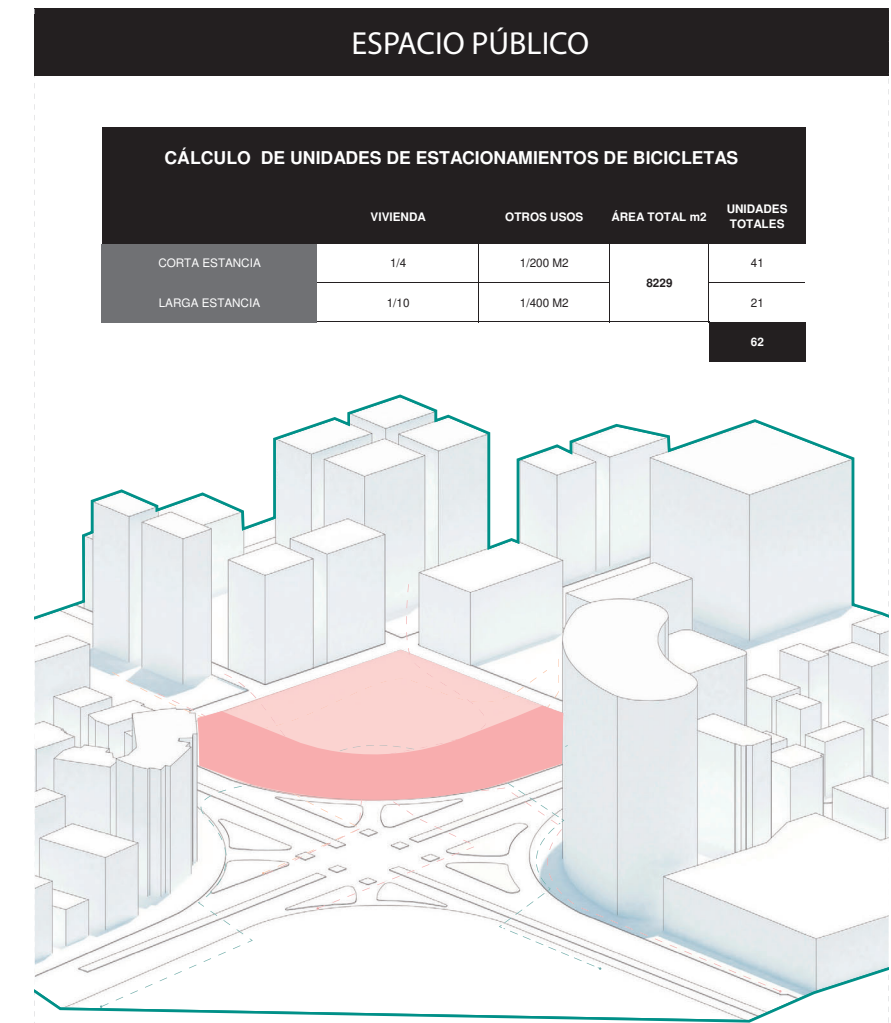 ESPACIO PÚBLICO
CÁLCULO DE UNIDADES DE ESTACIONAMIENTOS DE BICICLETAS
VIVIENDA OTROS USOS ÁREA TOTAL m2 UNIDADES TOTALES
CORTA ESTANCIA 1/4 1/200 M2 8229 41
LARGA ESTANCIA 1/10 1/400 M2 21
62